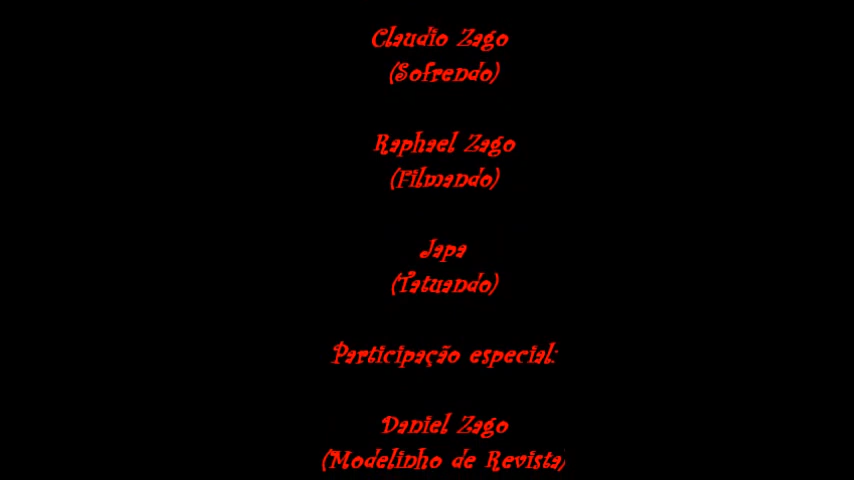 Claudio Zago
(Sofrendo)
Raphael Zago
(Filmando)
Japa
(Tatuando)
Participação especial:
Daniel Zago
(Modelinho de Revista)